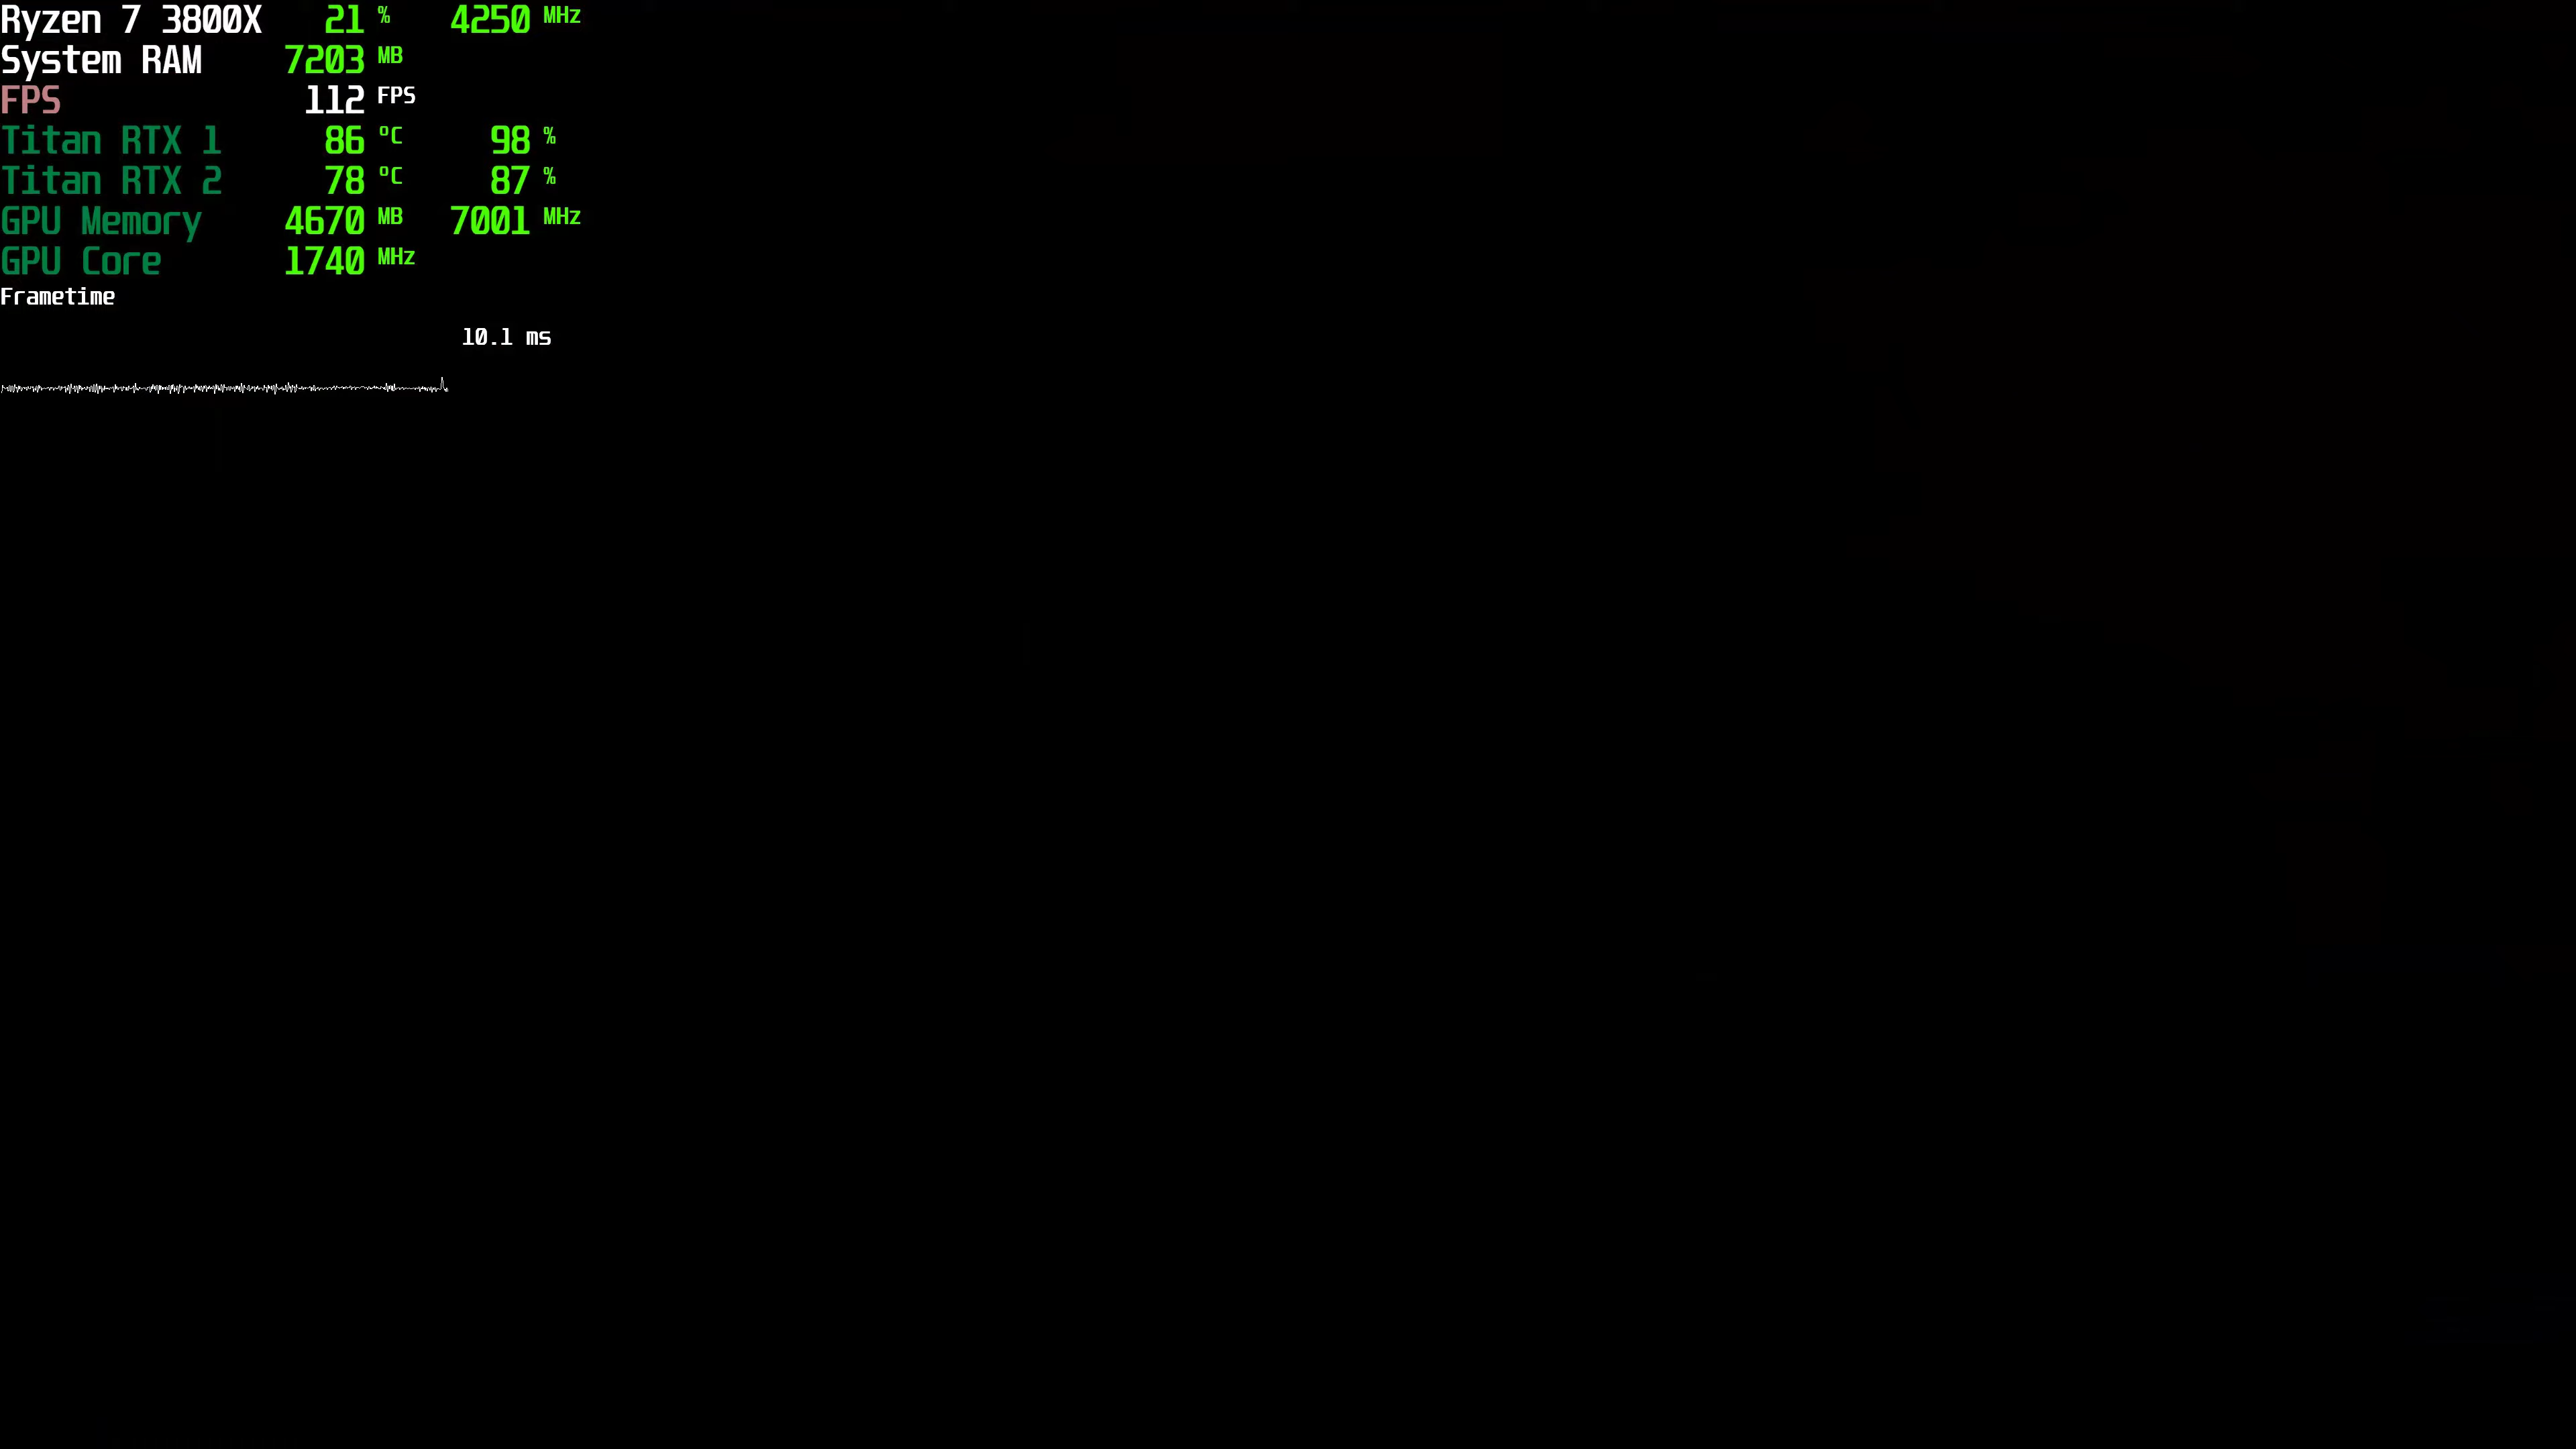 Ryzen 7 3800X 21 % 4250 MHz
System RAM 7203 MB
FPS 112 FPS
Titan RTX 1 86 °C 98 %
Titan RTX 2 78 °C 87 %
GPU Memory 4670 MB 7001 MHz
GPU Core 1740 MHz
Frametime
10.1 ms